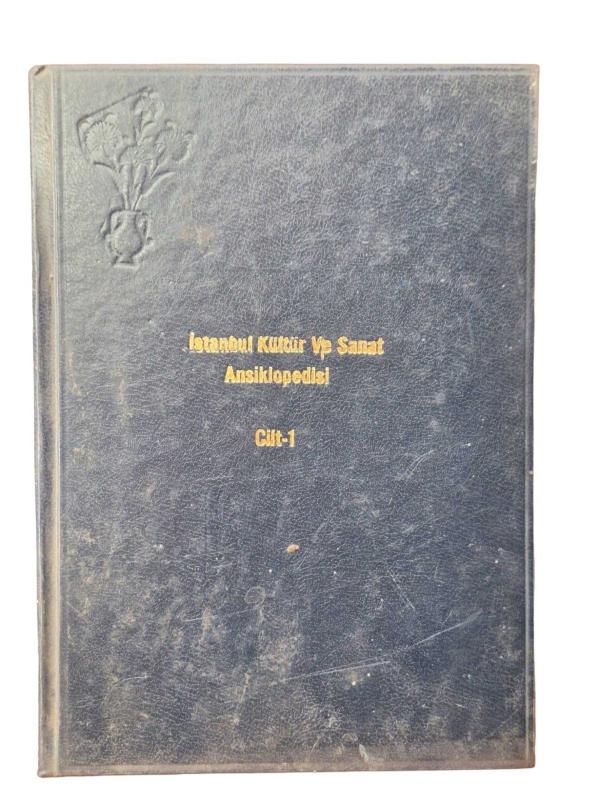 İstanbul Kültür Ve Sanat
Ansiklopedisi
Cilt-1